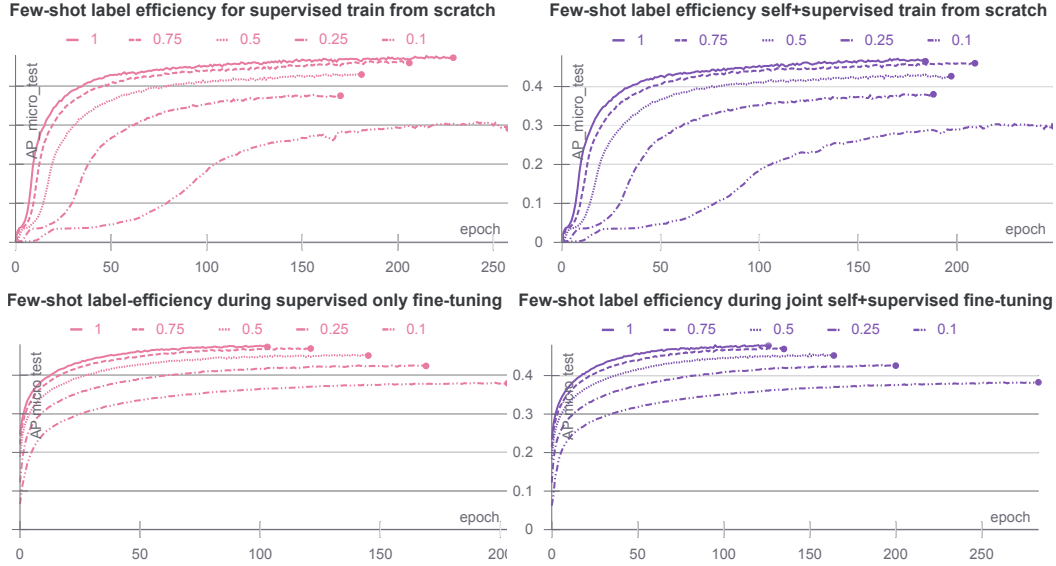 Few-shot label efficiency for supervised train from scratch
1 0.75 0.5 0.25 0.1
AP_micro_test
epoch
0 50 100 150 200 250
Few-shot label efficiency self+supervised train from scratch
1 0.75 0.5 0.25 0.1
0.4
0.3
0.2
0.1
0
AP_micro_test
epoch
0 50 100 150 200
Few-shot label-efficiency during supervised only fine-tuning
1 0.75 0.5 0.25 0.1
AP_micro test
epoch
0 50 100 150 200
Few-shot label efficiency during joint self+supervised fine-tuning
1 0.75 0.5 0.25 0.1
0.4
0.3
0.2
0.1
0
AP_micro test
epoch
0 50 100 150 200 250